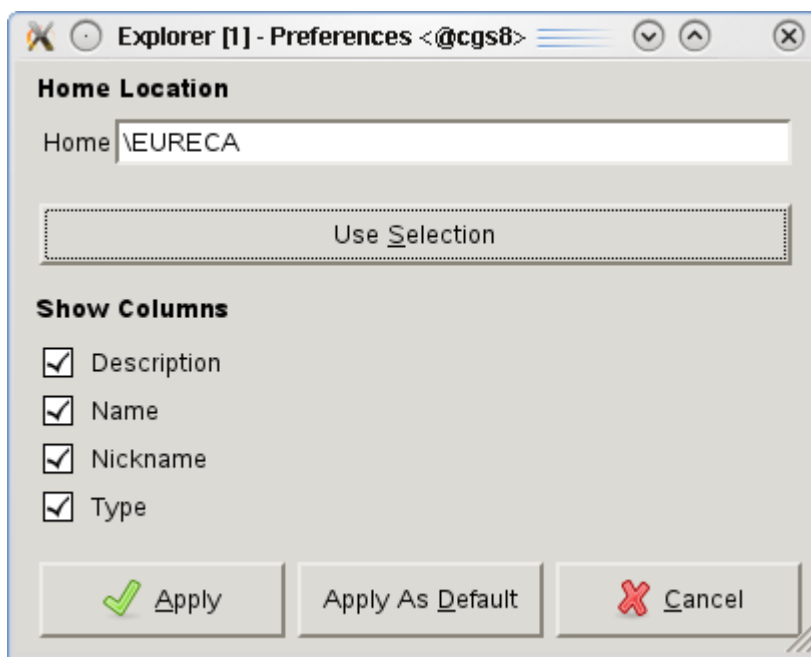 Explorer [1] - Preferences <@cgs8>
Home Location
Home \EURECA
Use Selection
Show Columns
Description
Name
Nickname
Type
Apply Apply As Default Cancel